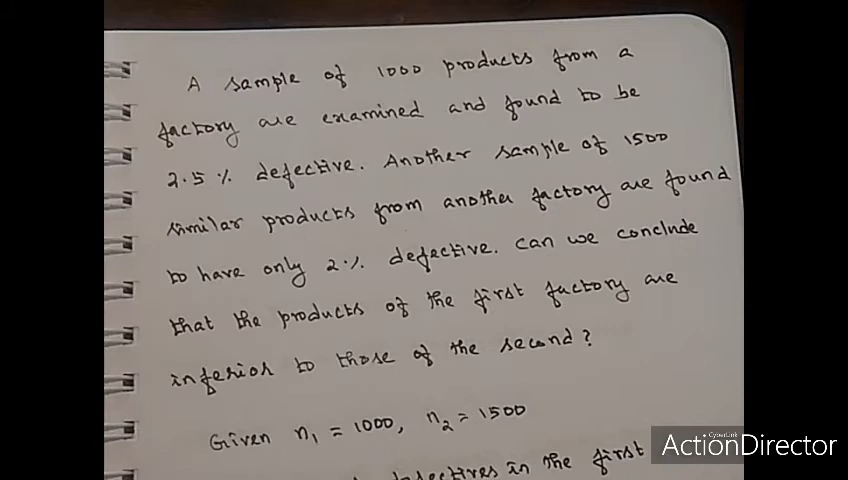 A sample of 1000 products from a
factory are examined and found to be
2.5 % defective. Another sample of 1500
similar products from another factory are found
to have only 2 % defective. can we conclude
that the products of the first factory are
inferior to those of the second?
Given n1 = 1000, n2 = 1500
defectives in the first
CyberLink
ActionDirector